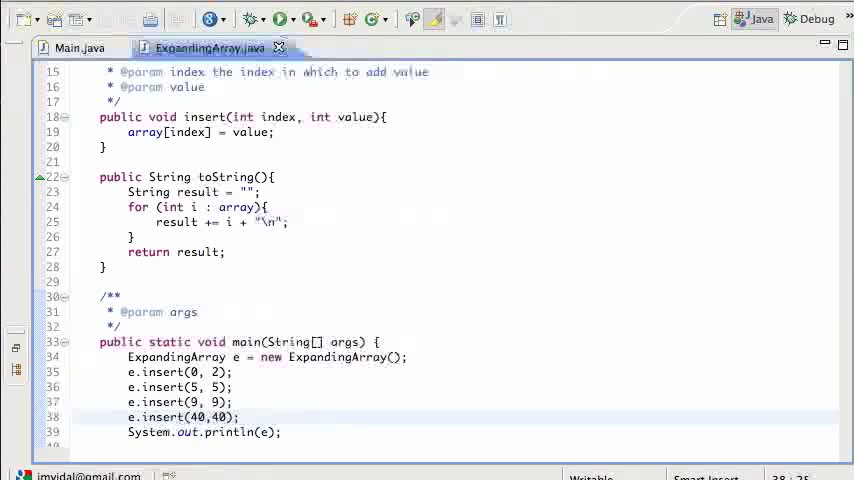 Java Debug
Main.java ExpandingArray.java
15 * @param index the index in which to add value
16 * @param value
17 */
18 public void insert(int index, int value){
19 array[index] = value;
20 }
21
22 public String toString(){
23 String result = "";
24 for (int i : array){
25 result += i + "\n";
26 }
27 return result;
28 }
29
30 /**
31 * @param args
32 */
33 public static void main(String[] args) {
34 ExpandingArray e = new ExpandingArray();
35 e.insert(0, 2);
36 e.insert(5, 5);
37 e.insert(9, 9);
38 e.insert(40,40);
39 System.out.println(e);
40
jmvidal@gmail.com Writable Smart Insert 38 : 25